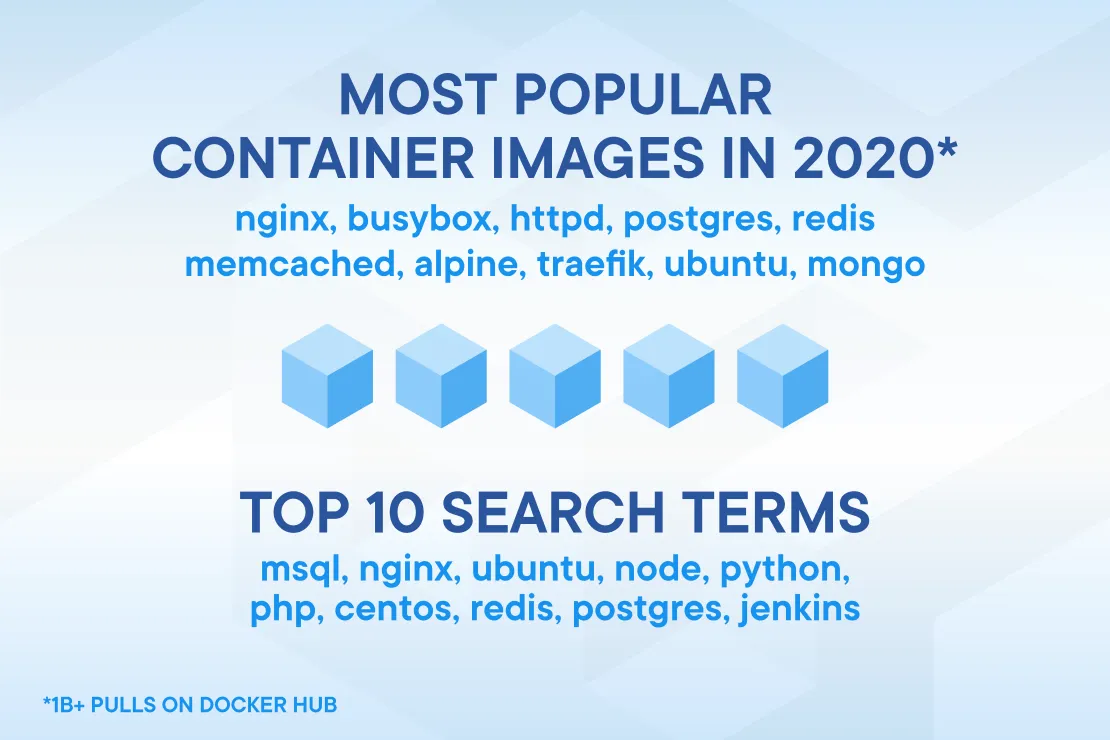 MOST POPULAR
CONTAINER IMAGES IN 2020*
nginx, busybox, httpd, postgres, redis
memcached, alpine, traefik, ubuntu, mongo
TOP 10 SEARCH TERMS
msql, nginx, ubuntu, node, python,
php, centos, redis, postgres, jenkins
*1B+ PULLS ON DOCKER HUB